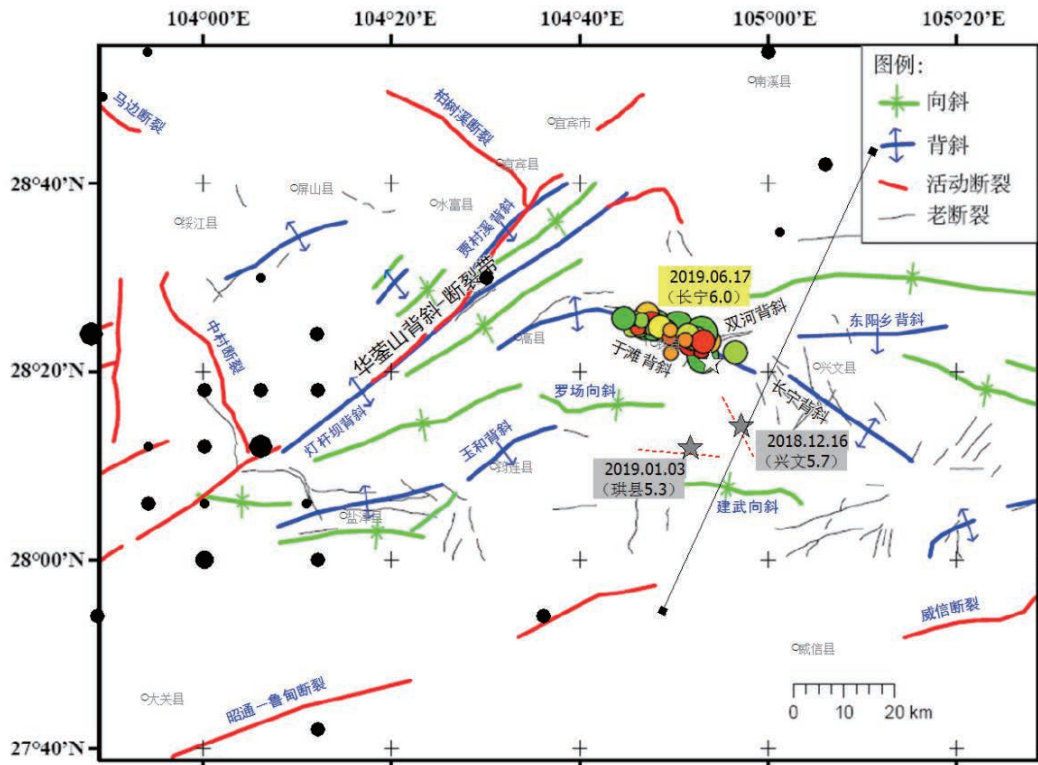 104°00’E
104°20’E
104°40’E
105°00’E
105°20’E
图例：
向斜
背斜
活动断裂
老断裂
南溪县
马边断裂
柏树溪断裂
宜宾市
宜宾县
28°40’N
屏山县
水富县
绥江县
贾村溪背斜
华蓥山背斜-断裂带
2019.06.17
（长宁6.0）
双河背斜
东阳乡背斜
中村断裂
高县
于滩背斜
兴文县
28°20’N
长宁背斜
罗场向斜
灯杆坝背斜
玉和背斜
2018.12.16
（兴文5.7）
2019.01.03
（珙县5.3）
筠连县
建武向斜
盐津县
28°00’N
威信断裂
威信县
大关县
昭通一鲁甸断裂
0 10 20 km
27°40’N